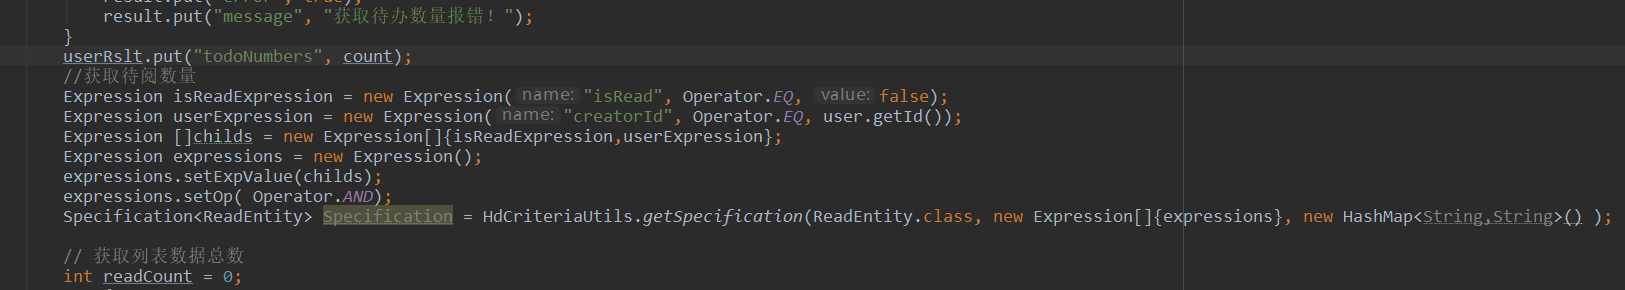 result.put("error", true);
result.put("message", "获取待办数量报错！");
}
userRslt.put("todoNumbers", count);
//获取待阅数量
Expression isReadExpression = new Expression( name: "isRead", Operator.EQ, value: false);
Expression userExpression = new Expression( name: "creatorId", Operator.EQ, user.getId());
Expression []childs = new Expression[]{isReadExpression,userExpression};
Expression expressions = new Expression();
expressions.setExpValue(childs);
expressions.setOp( Operator.AND);
Specification<ReadEntity> Specification = HdCriteriaUtils.getSpecification(ReadEntity.class, new Expression[]{expressions}, new HashMap<String,String>() );
// 获取列表数据总数
int readCount = 0;